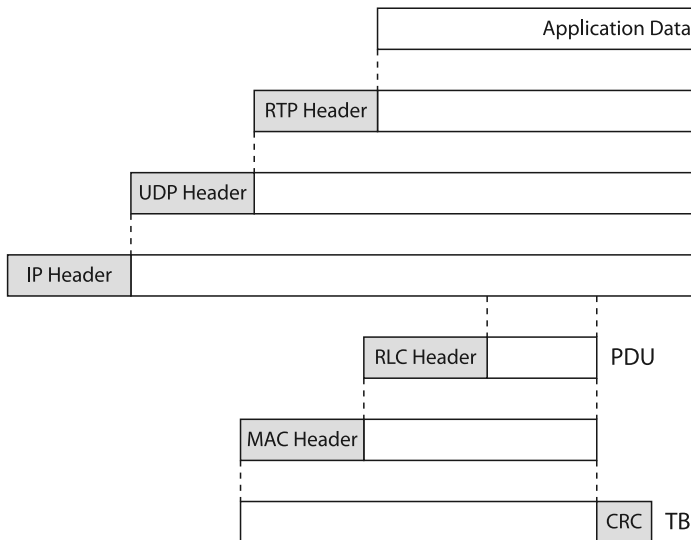 Application Data
RTP Header
UDP Header
IP Header
RLC Header
PDU
MAC Header
CRC
TB